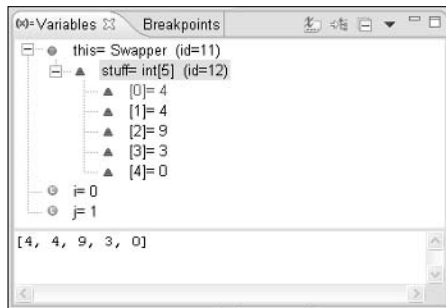 (x)= Variables Breakpoints
this= Swapper (id=11)
stuff= int[5] (id=12)
[0]= 4
[1]= 4
[2]= 9
[3]= 3
[4]= 0
i= 0
j= 1
[4, 4, 9, 3, 0]